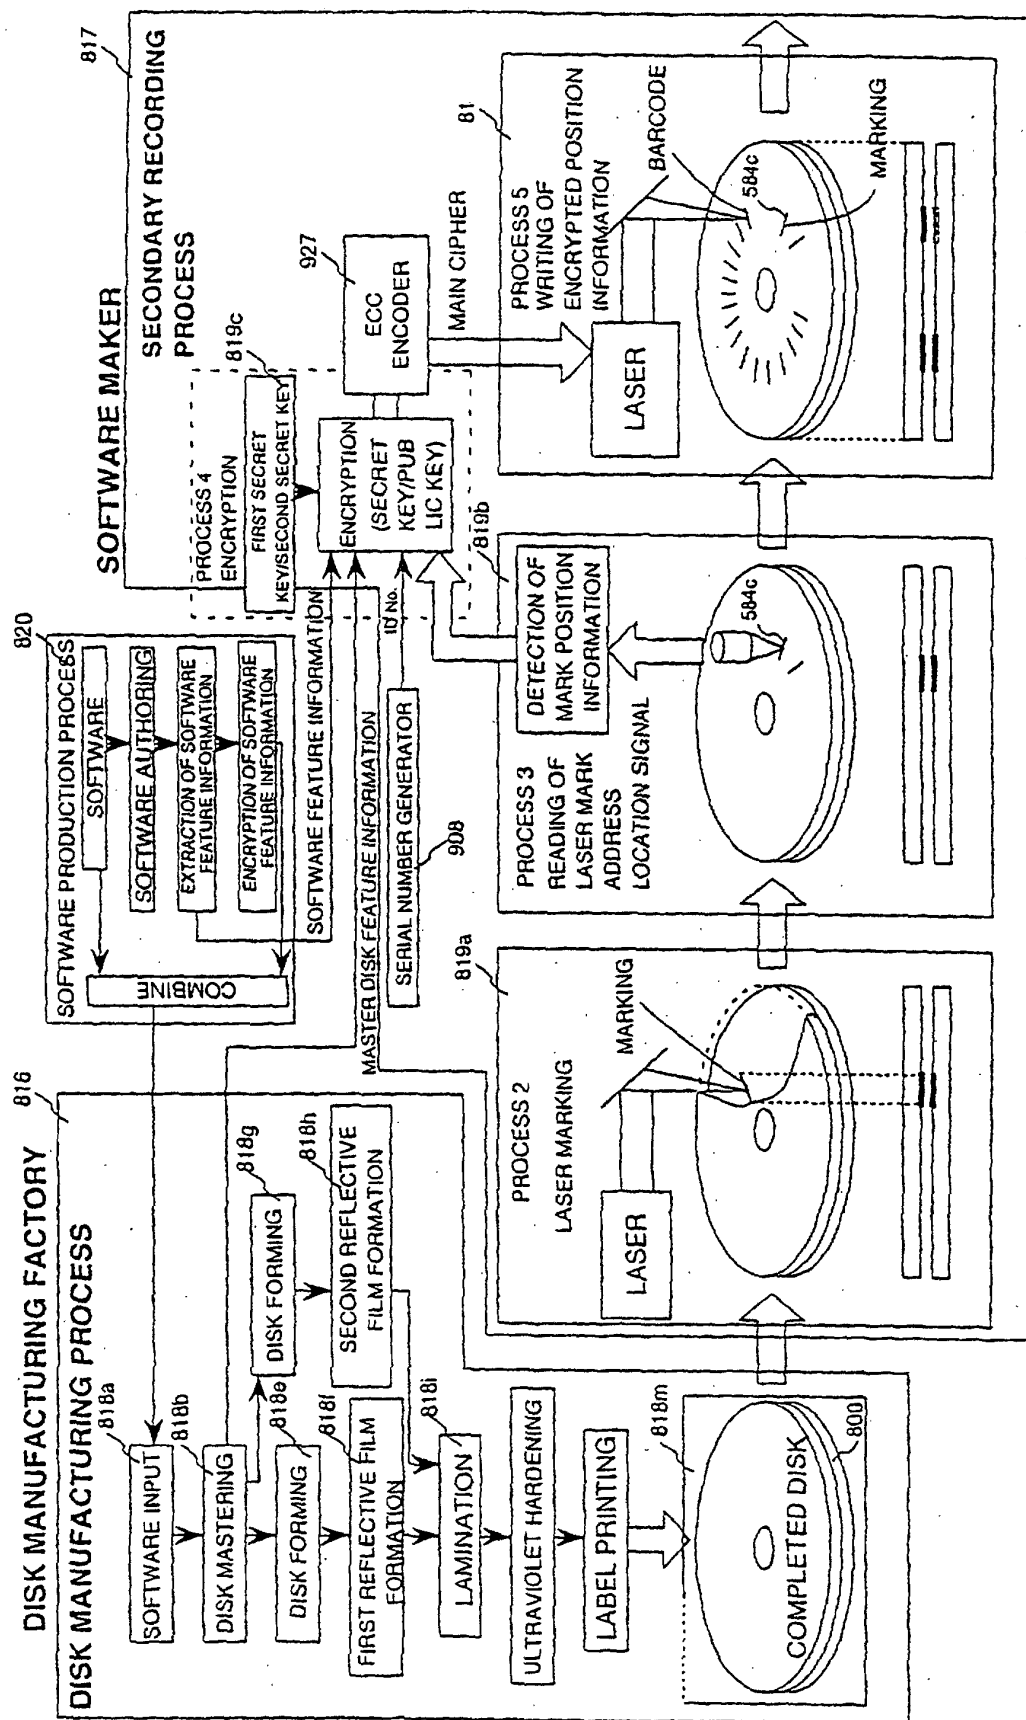 DISK MANUFACTURING FACTORY
DISK MANUFACTURING PROCESS
816
818a
SOFTWARE INPUT
818b
DISK MASTERING
818g
DISK FORMING
818e
DISK FORMING
818h
SECOND REFLECTIVE
FILM FORMATION
818f
FIRST REFLECTIVE FILM
FORMATION
818i
LAMINATION
ULTRAVIOLET HARDENING
LABEL PRINTING
818m
COMPLETED DISK
800
SOFTWARE PRODUCTION PROCESS
820
SOFTWARE
SOFTWARE AUTHORING
EXTRACTION OF SOFTWARE
FEATURE INFORMATION
ENCRYPTION OF SOFTWARE
FEATURE INFORMATION
COMBINE
SOFTWARE FEATURE INFORMATION
MASTER DISK FEATURE INFORMATION
SERIAL NUMBER GENERATOR
908
ID No.
SOFTWARE MAKER
817
SECONDARY RECORDING
PROCESS
PROCESS 4
ENCRYPTION
819c
FIRST SECRET
KEY/SECOND SECRET KEY
ENCRYPTION
(SECRET
KEY/PUB
LIC KEY)
927
ECC
ENCODER
MAIN CIPHER
819a
PROCESS 2
LASER MARKING
LASER
MARKING
819b
PROCESS 3
READING OF
LASER MARK
ADDRESS
LOCATION SIGNAL
DETECTION OF
MARK POSITION
INFORMATION
584c
81
PROCESS 5
WRITING OF
ENCRYPTED POSITION
INFORMATION
LASER
BARCODE
584c
MARKING